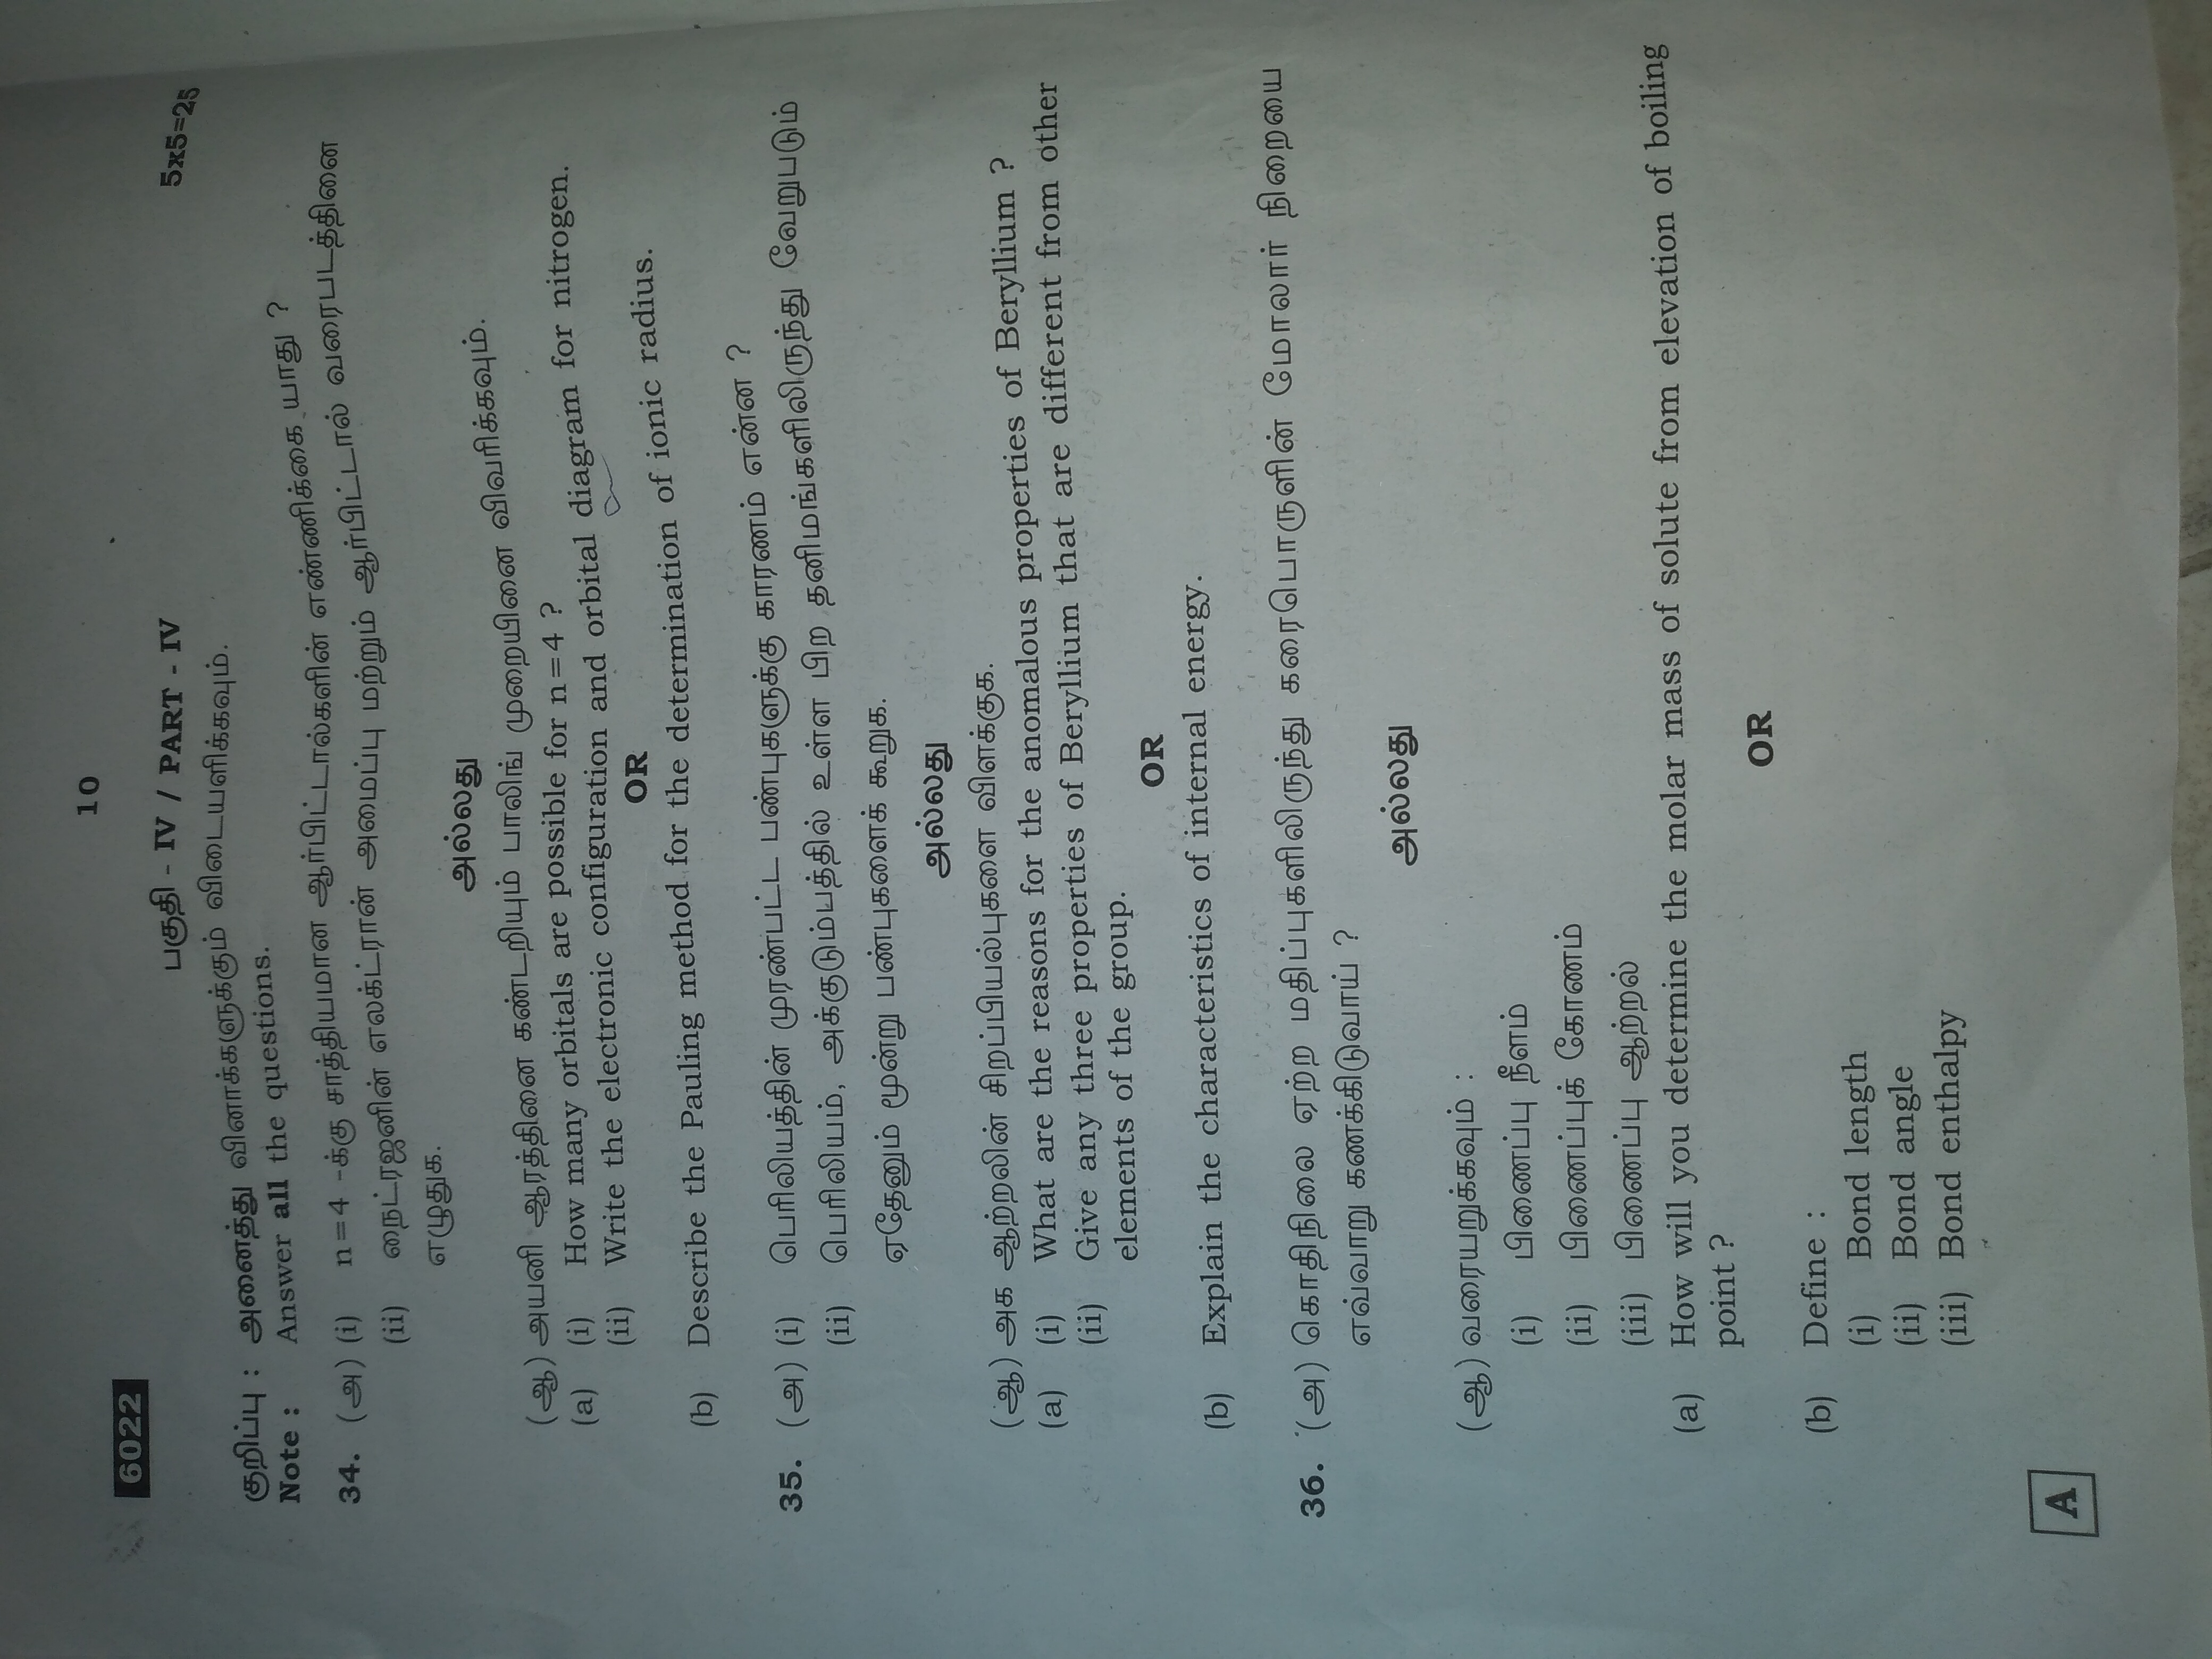 10
6022
பகுதி - IV / PART - IV
5x5=25
குறிப்பு : அனைத்து வினாக்களுக்கும் விடையளிக்கவும்.
Note : Answer all the questions.
34. (அ) (i) n=4 -க்கு சாத்தியமான ஆர்பிட்டால்களின் எண்ணிக்கை யாது ?
(ii) நைட்ரஜனின் எலக்ட்ரான் அமைப்பு மற்றும் ஆர்பிட்டால் வரைபடத்தினை
எழுதுக.
அல்லது
(ஆ) அயனி ஆரத்தினை கண்டறியும் பாலிங் முறையினை விவரிக்கவும்.
(a) (i) How many orbitals are possible for n=4 ?
(ii) Write the electronic configuration and orbital diagram for nitrogen.
OR
(b) Describe the Pauling method for the determination of ionic radius.
35. (அ) (i) பெரிலியத்தின் முரண்பட்ட பண்புகளுக்கு காரணம் என்ன ?
(ii) பெரிலியம், அக்குடும்பத்தில் உள்ள பிற தனிமங்களிலிருந்து வேறுபடும்
ஏதேனும் மூன்று பண்புகளைக் கூறுக.
அல்லது
(ஆ) அக ஆற்றலின் சிறப்பியல்புகளை விளக்குக.
(a) (i) What are the reasons for the anomalous properties of Beryllium ?
(ii) Give any three properties of Beryllium that are different from other
elements of the group.
OR
(b) Explain the characteristics of internal energy.
36. (அ) கொதிநிலை ஏற்ற மதிப்புகளிலிருந்து கரைபொருளின் மோலார் நிறையை
எவ்வாறு கணக்கிடுவாய் ?
அல்லது
(ஆ) வரையறுக்கவும் :
(i) பிணைப்பு நீளம்
(ii) பிணைப்புக் கோணம்
(iii) பிணைப்பு ஆற்றல்
(a) How will you determine the molar mass of solute from elevation of boiling
point ?
OR
(b) Define :
(i) Bond length
(ii) Bond angle
(iii) Bond enthalpy
A